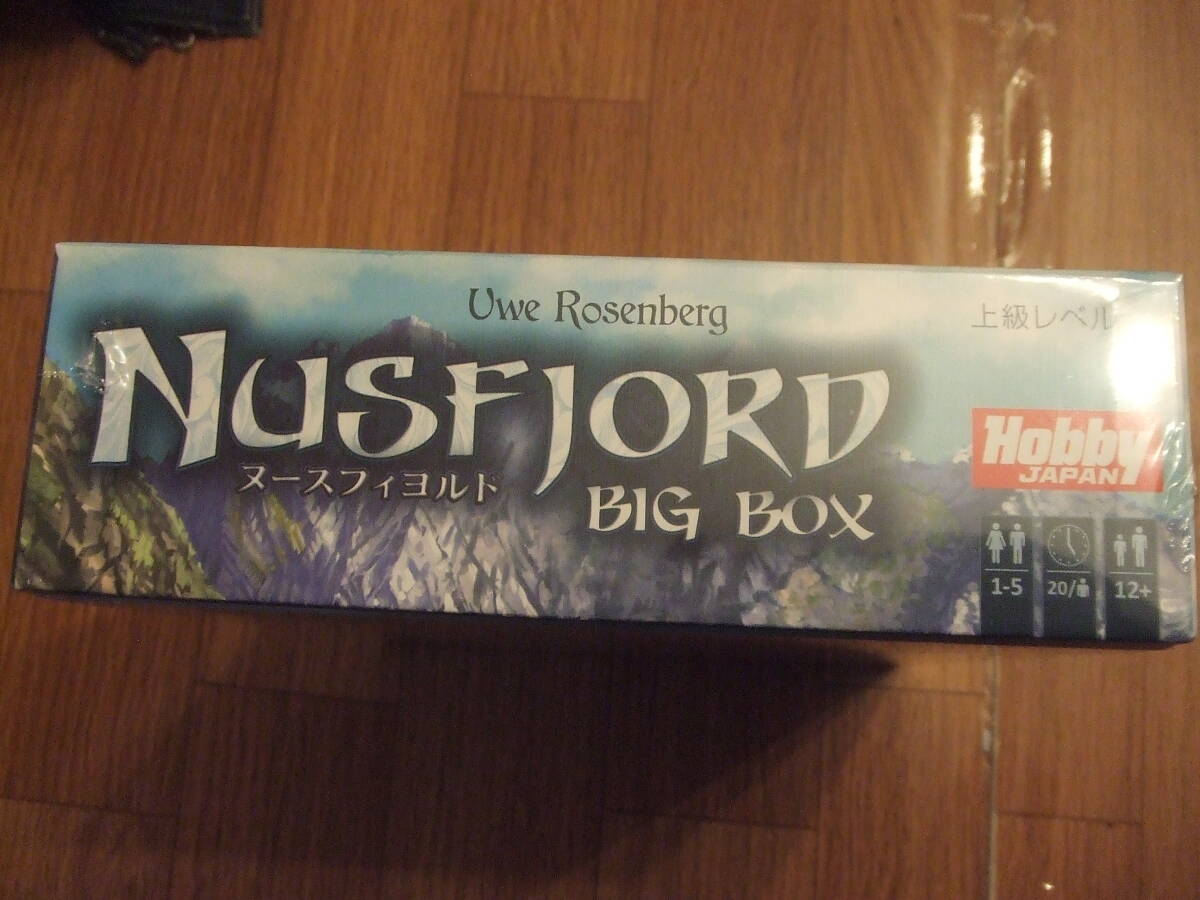 Uwe Rosenberg
上級レベル
NUSFJORD
ヌースフィヨルド
BIG BOX
Hobby
JAPAN
1-5
20/
12+